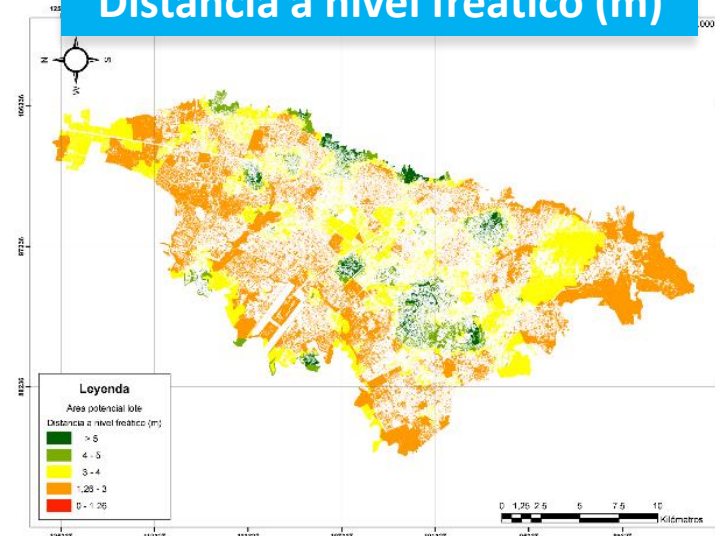 Distancia a nivel freático (m)
N
S
W
Leyenda
Area potencial lote
Distancia a nivel freático (m)
> 5
4 - 5
3 - 4
1,26 - 3
0 - 1.26
0 1,25 2.5 5 7.5 10
Kilómetros